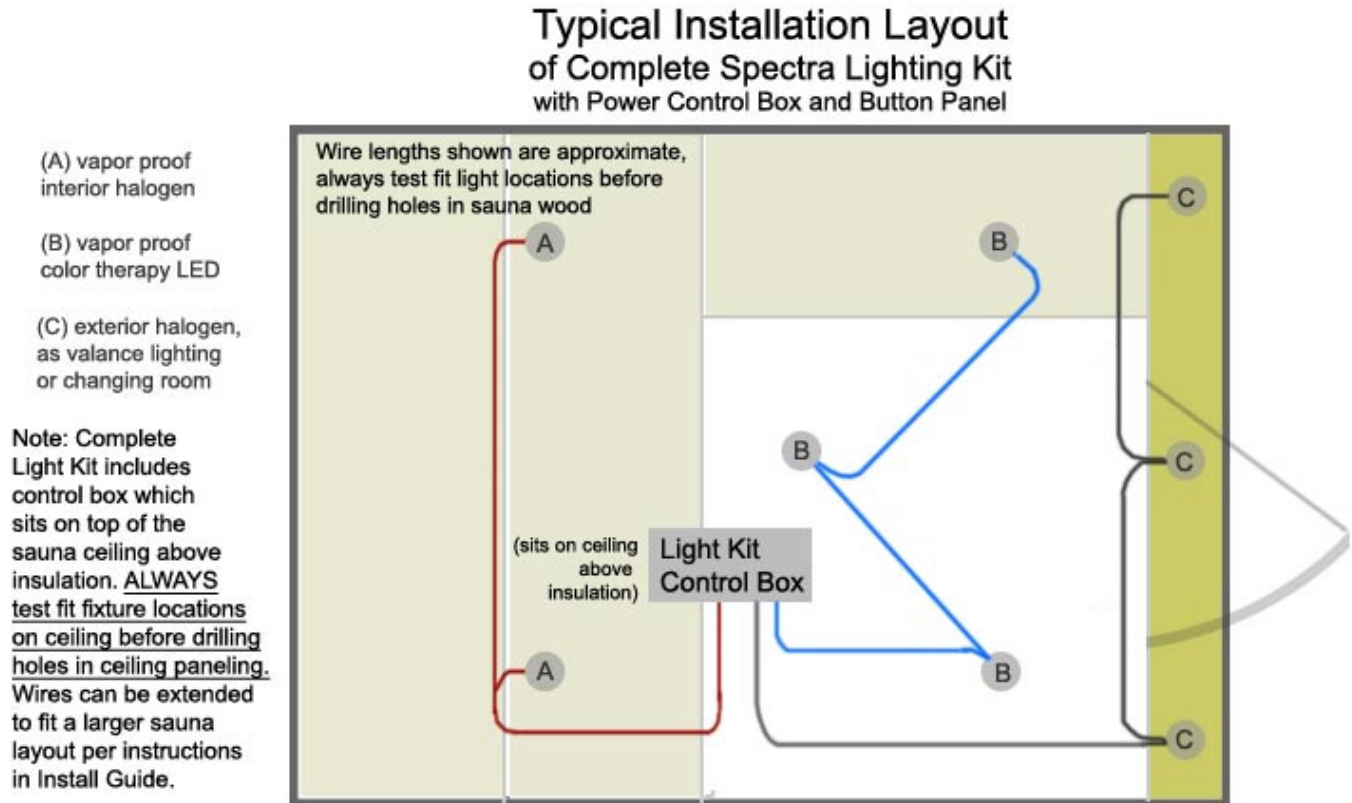 Typical Installation Layout
of Complete Spectra Lighting Kit
with Power Control Box and Button Panel
(A) vapor proof
interior halogen
(B) vapor proof
color therapy LED
(C) exterior halogen,
as valance lighting
or changing room
Note: Complete
Light Kit includes
control box which
sits on top of the
sauna ceiling above
insulation. ALWAYS
test fit fixture locations
on ceiling before drilling
holes in ceiling paneling.
Wires can be extended
to fit a larger sauna
layout per instructions
in Install Guide.
Wire lengths shown are approximate,
always test fit light locations before
drilling holes in sauna wood
A
B
C
B
C
(sits on ceiling
above
insulation)
Light Kit
Control Box
A
B
C